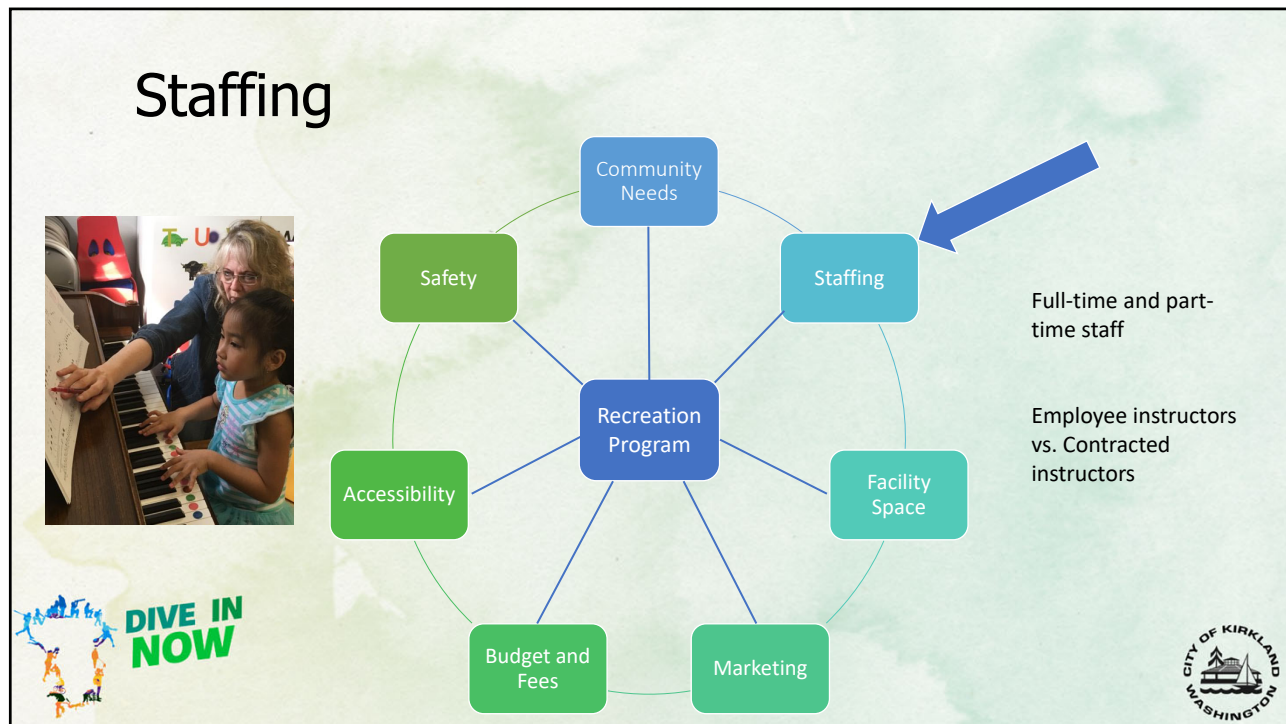 Staffing
Community
Needs
Safety
Staffing
Full-time and part-
time staff
Recreation
Program
Employee instructors
vs. Contracted
instructors
Accessibility
Facility
Space
Budget and
Fees
Marketing
DIVE IN
NOW
CITY OF KIRKLAND
WASHINGTON